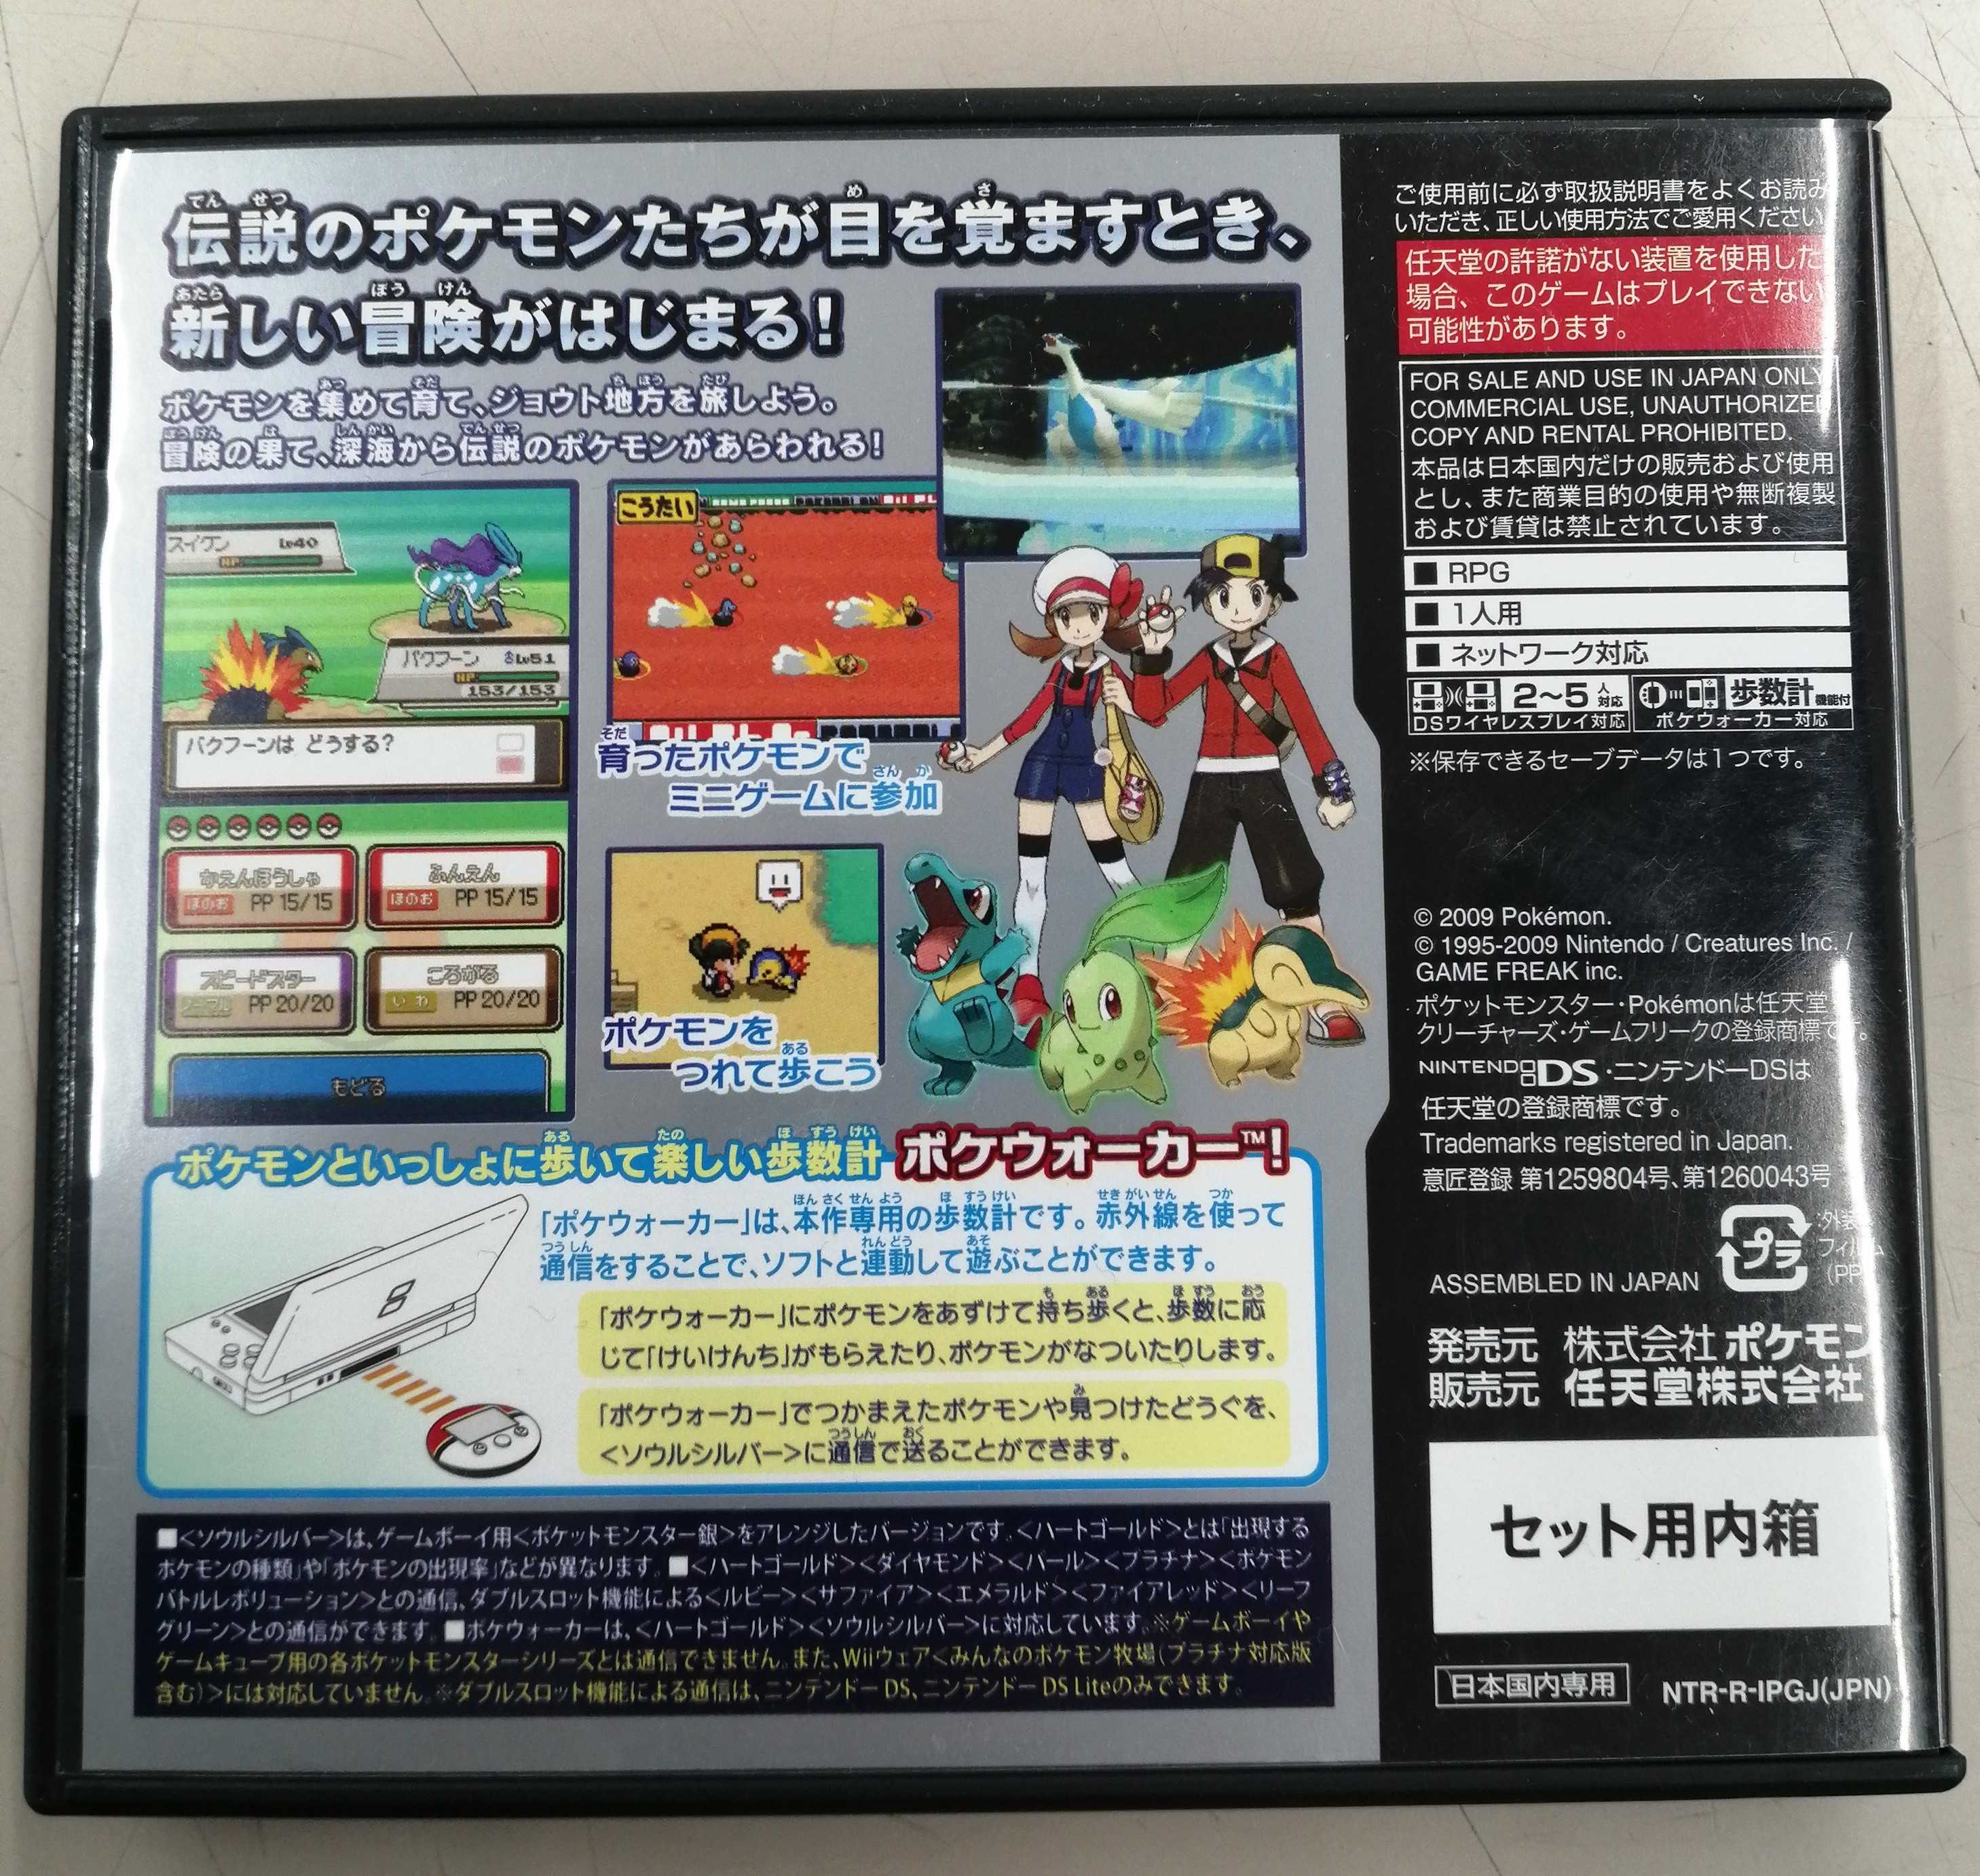 伝説のポケモンたちが目を覚ますとき、
新しい冒険がはじまる!
ポケモンを集めて育て、ジョウト地方を旅しよう。
冒険の果て、深海から伝説のポケモンがあらわれる!
スイクン Lv40
HP
バクフーン ♂Lv51
HP
153/153
バクフーンは どうする?
かえんほうしゃ
ほのお PP 15/15
ふんえん
ほのお PP 15/15
スピードスター
ノーマル PP 20/20
ころがる
いわ PP 20/20
もどる
こうたい
育ったポケモンで
ミニゲームに参加
ポケモンを
つれて歩こう
ポケモンといっしょに歩いて楽しい歩数計 ポケウォーカー™!
「ポケウォーカー」は、本作専用の歩数計です。赤外線を使って
通信をすることで、ソフトと連動して遊ぶことができます。
「ポケウォーカー」にポケモンをあずけて持ち歩くと、歩数に応
じて「けいけんち」がもらえたり、ポケモンがなついたりします。
「ポケウォーカー」でつかまえたポケモンや見つけたどうぐを、
<ソウルシルバー>に通信で送ることができます。
■<ソウルシルバー>は、ゲームボーイ用<ポケットモンスター銀>をアレンジしたバージョンです。<ハートゴールド>とは「出現する
ポケモンの種類」や「ポケモンの出現率」などが異なります。■<ハートゴールド><ダイヤモンド><パール><プラチナ><ポケモン
バトルレボリューション>との通信、ダブルスロット機能による<ルビー><サファイア><エメラルド><ファイアレッド><リーフ
グリーン>との通信ができます。■ポケウォーカーは、<ハートゴールド><ソウルシルバー>に対応しています。※ゲームボーイや
ゲームキューブ用の各ポケットモンスターシリーズとは通信できません。また、Wiiウェア<みんなのポケモン牧場(プラチナ対応版
含む)>には対応していません。※ダブルスロット機能による通信は、ニンテンドーDS、ニンテンドーDS Liteのみできます。
ご使用前に必ず取扱説明書をよくお読み
いただき、正しい使用方法でご愛用ください
任天堂の許諾がない装置を使用した
場合、このゲームはプレイできない
可能性があります。
FOR SALE AND USE IN JAPAN ONLY
COMMERCIAL USE, UNAUTHORIZED
COPY AND RENTAL PROHIBITED.
本品は日本国内だけの販売および使用
とし、また商業目的の使用や無断複製
および賃貸は禁止されています。
■ RPG
■ 1人用
■ ネットワーク対応
2〜5人対応 歩数計機能付
DSワイヤレスプレイ対応 ポケウォーカー対応
※保存できるセーブデータは1つです。
© 2009 Pokémon.
© 1995-2009 Nintendo / Creatures Inc. /
GAME FREAK inc.
ポケットモンスター・Pokémonは任天堂
クリーチャーズ・ゲームフリークの登録商標です。
NINTENDO DS・ニンテンドーDSは
任天堂の登録商標です。
Trademarks registered in Japan.
意匠登録 第1259804号、第1260043号
プラ
外装
フィルム
(PP
ASSEMBLED IN JAPAN
発売元 株式会社ポケモン
販売元 任天堂株式会社
セット用内箱
日本国内専用 NTR-R-IPGJ(JPN)